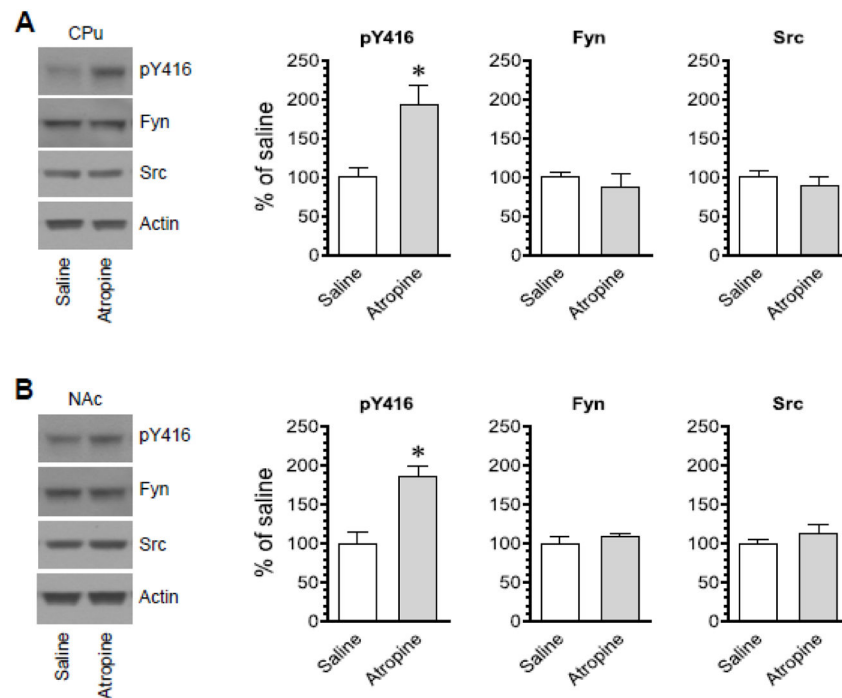 A
CPu
pY416
Fyn
Src
Actin
Saline
Atropine
pY416
% of saline
250
200
150
100
50
0
*
Saline
Atropine
Fyn
250
200
150
100
50
0
Saline
Atropine
Src
250
200
150
100
50
0
Saline
Atropine
B
NAc
pY416
Fyn
Src
Actin
Saline
Atropine
pY416
% of saline
250
200
150
100
50
0
*
Saline
Atropine
Fyn
250
200
150
100
50
0
Saline
Atropine
Src
250
200
150
100
50
0
Saline
Atropine